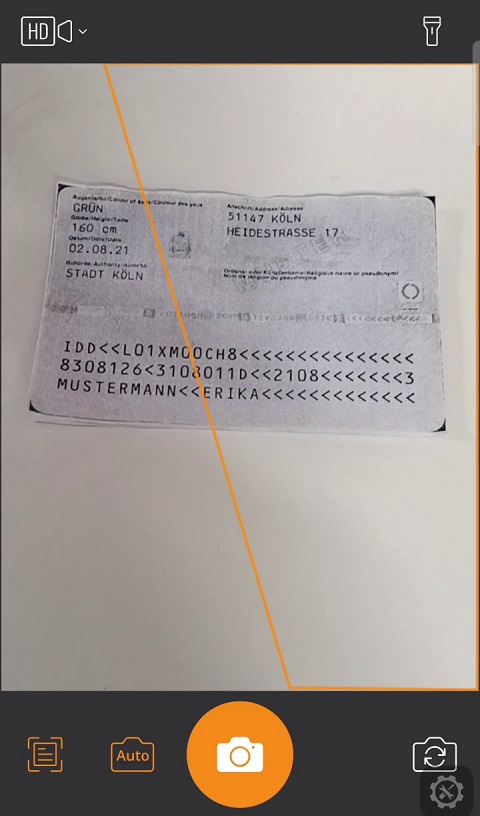 HD
Augenfarbe/Colour of eyes/Couleur des yeux
GRÜN
Größe/Height/Taille
160 cm
Datum/Date/Date
02.08.21
Behörde/Authority/Autorité
STADT KÖLN
Anschrift/Address/Adresse
51147 KÖLN
HEIDESTRASSE 17
Ordens- oder Künstlername/Religious name or pseudonym/
Nom de religion ou pseudonyme
IDD<<L01XM00CH8<<<<<<<<<<<<<<<
8308126<3108011D<<2108<<<<<<<3
MUSTERMANN<<ERIKA<<<<<<<<<<<<<
Auto